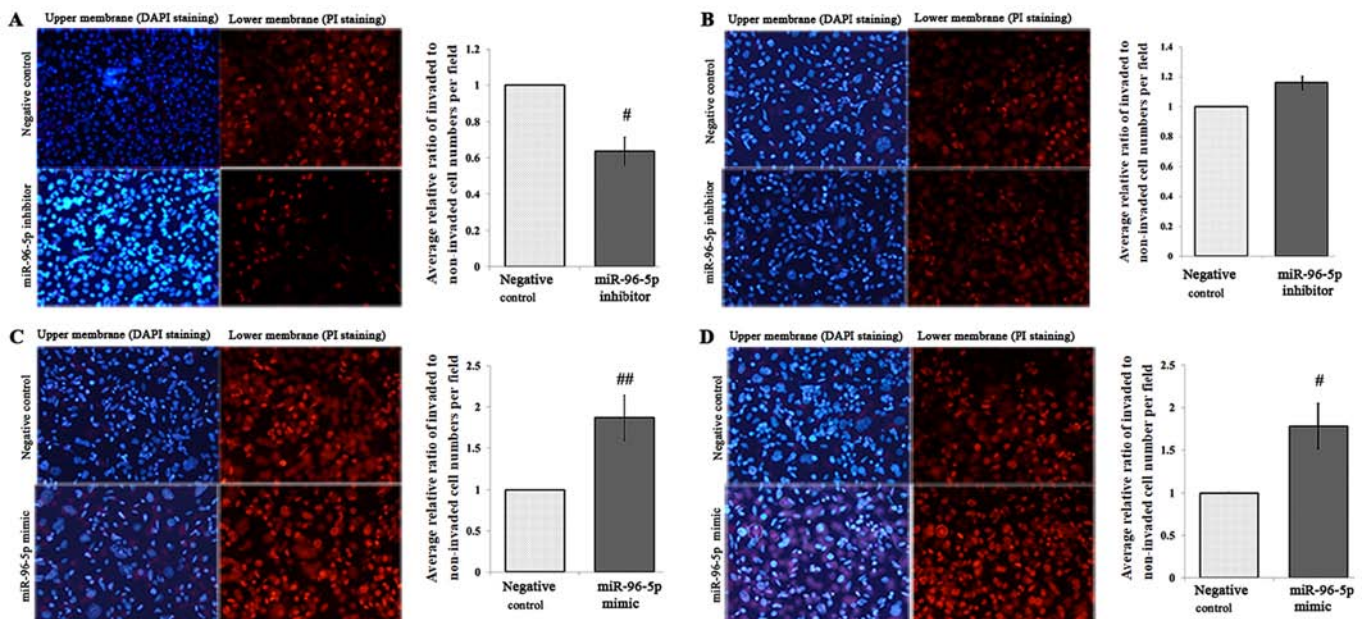 A
Upper membrane (DAPI staining) Lower membrane (PI staining)
Negative control
miR-96-5p inhibitor
Average relative ratio of invaded to
non-invaded cell numbers per field
1.2
1
0.8
0.6
0.4
0.2
0
#
Negative
control
miR-96-5p
inhibitor
B
Upper membrane (DAPI staining) Lower membrane (PI staining)
Negative control
miR-96-5p inhibitor
Average relative ratio of invaded to
non-invaded cell numbers per field
1.4
1.2
1
0.8
0.6
0.4
0.2
0
Negative
control
miR-96-5p
inhibitor
C
Upper membrane (DAPI staining) Lower membrane (PI staining)
Negative control
miR-96-5p mimic
Average relative ratio of invaded to
non-invaded cell numbers per field
2.5
2
1.5
1
0.5
0
##
Negative
control
miR-96-5p
mimic
D
Upper membrane (DAPI staining) Lower membrane (PI staining)
Negative control
miR-96-5p mimic
Average relative ratio of invaded to
non-invaded cell number per field
2.5
2
1.5
1
0.5
0
#
Negative
control
miR-96-5p
mimic